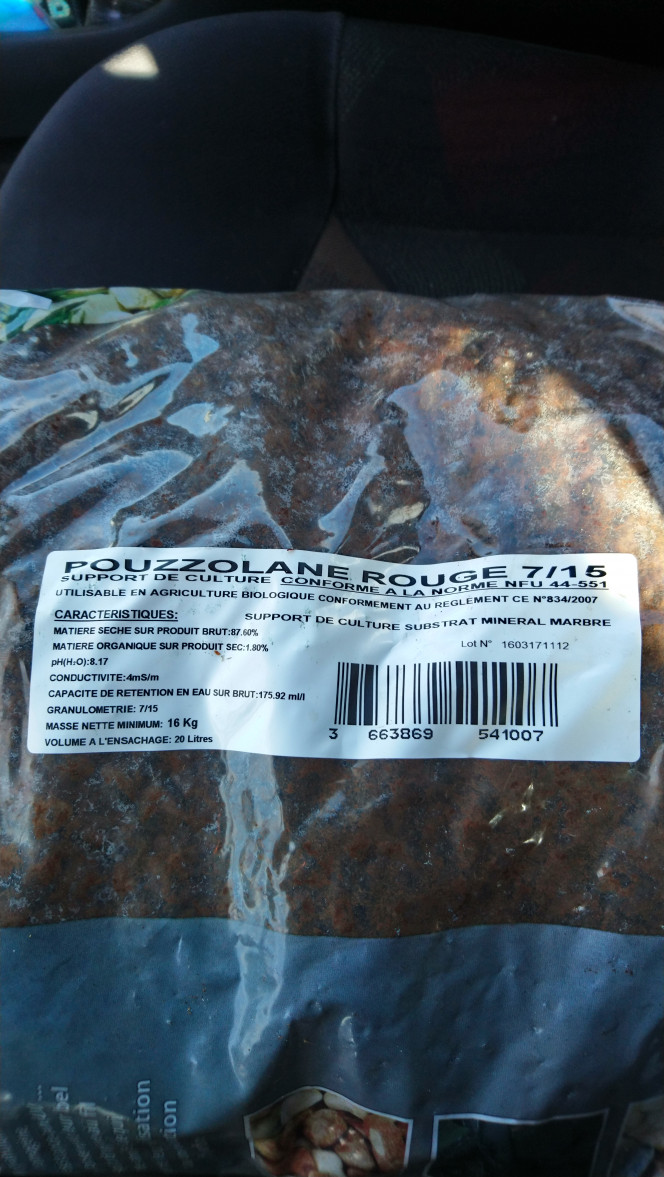 POUZZOLANE ROUGE 7/15
SUPPORT DE CULTURE CONFORME A LA NORME NFU 44-551
UTILISABLE EN AGRICULTURE BIOLOGIQUE CONFORMEMENT AU REGLEMENT CE N°834/2007
CARACTERISTIQUES:
SUPPORT DE CULTURE SUBSTRAT MINERAL MARBRE
MATIERE SECHE SUR PRODUIT BRUT:87.60%
MATIERE ORGANIQUE SUR PRODUIT SEC:1.80%
Lot N° 1603171112
pH(H2O):8.17
CONDUCTIVITE:4mS/m
CAPACITE DE RETENTION EN EAU SUR BRUT:175.92 ml/l
GRANULOMETRIE: 7/15
MASSE NETTE MINIMUM: 16 Kg
VOLUME A L'ENSACHAGE: 20 Litres
3 663869 541007